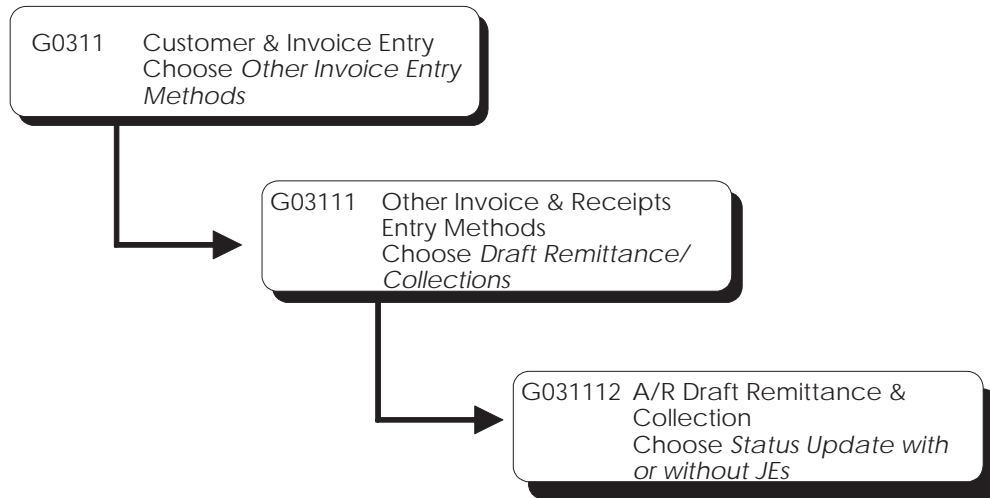 G0311 Customer & Invoice Entry
Choose Other Invoice Entry
Methods
G03111 Other Invoice & Receipts
Entry Methods
Choose Draft Remittance/
Collections
G031112 A/R Draft Remittance &
Collection
Choose Status Update with
or without JEs